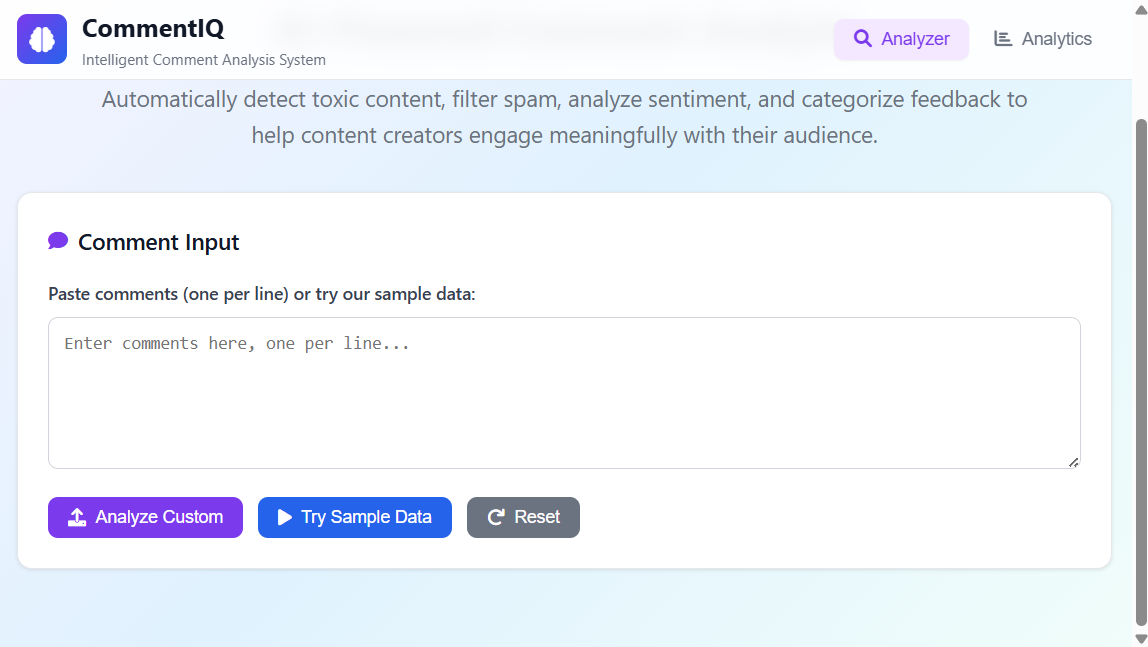 CommentIQ
Intelligent Comment Analysis System
Analyzer
Analytics
Automatically detect toxic content, filter spam, analyze sentiment, and categorize feedback to
help content creators engage meaningfully with their audience.
Comment Input
Paste comments (one per line) or try our sample data:
Enter comments here, one per line...
Analyze Custom
Try Sample Data
Reset